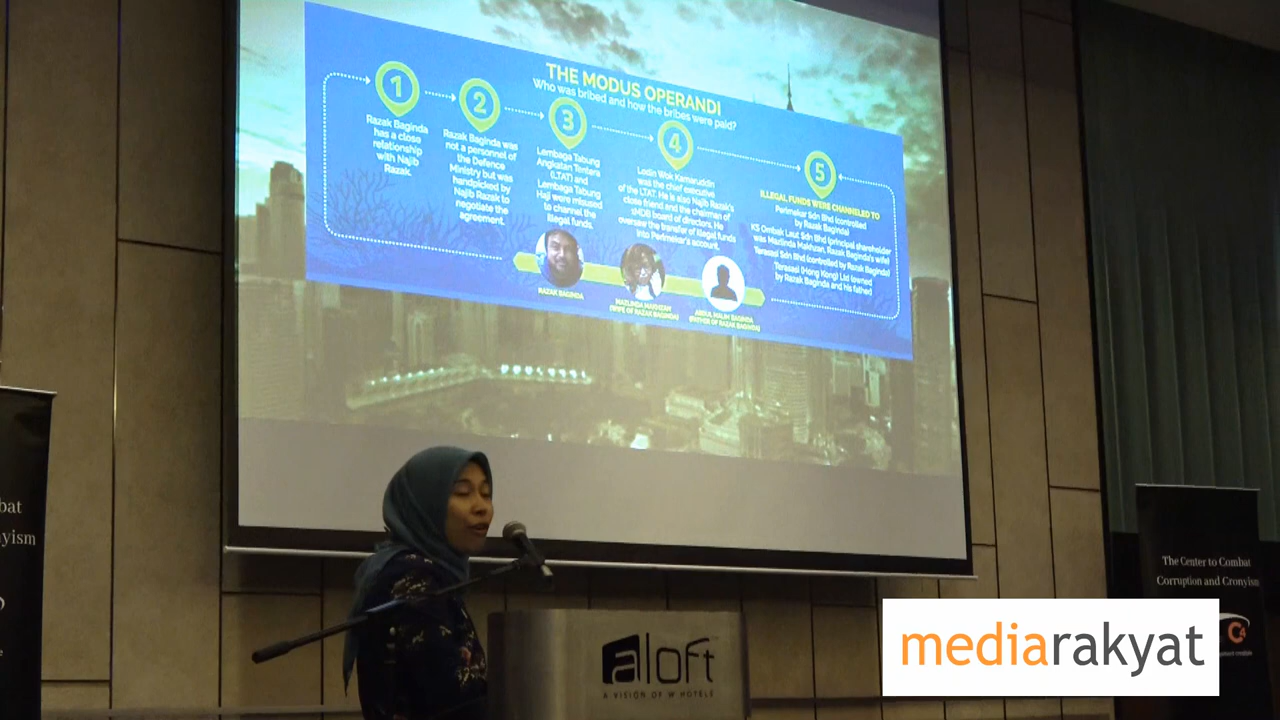 THE MODUS OPERANDI
Who was bribed and how the bribes were paid?
1
Razak Baginda
has a close
relationship
with Najib
Razak.
2
Razak Baginda was
not a personnel of
the Defence
Ministry but was
handpicked by
Najib Razak to
negotiate the
agreement.
3
Lembaga Tabung
Angkatan Tentera
(LTAT) and
Lembaga Tabung
Haji were misused
to channel the
illegal funds.
4
Lodin Wok Kamaruddin
was the chief executive
of the LTAT. He is also Najib Razak's
close friend and the chairman of
1MDB board of directors. He
oversaw the transfer of illegal funds
into Perimekar's account.
5
ILLEGAL FUNDS WERE CHANNELED TO
Perimekar Sdn Bhd (controlled
by Razak Baginda)
KS Ombak Laut Sdn Bhd (principal shareholder
was Mazlinda Makhzan, Razak Baginda's wife)
Terasasi Sdn Bhd (controlled by Razak Baginda)
Terasasi (Hong Kong) Ltd (owned
by Razak Baginda and his father)
RAZAK BAGINDA
MAZLINDA MAKHZAN
(WIFE OF RAZAK BAGINDA)
ABDUL MALIM BAGINDA
(FATHER OF RAZAK BAGINDA)
bat
nyism
The Center to Combat
Corruption and Cronyism
C4
aloft
A VISION OF W HOTELS
mediarakyat